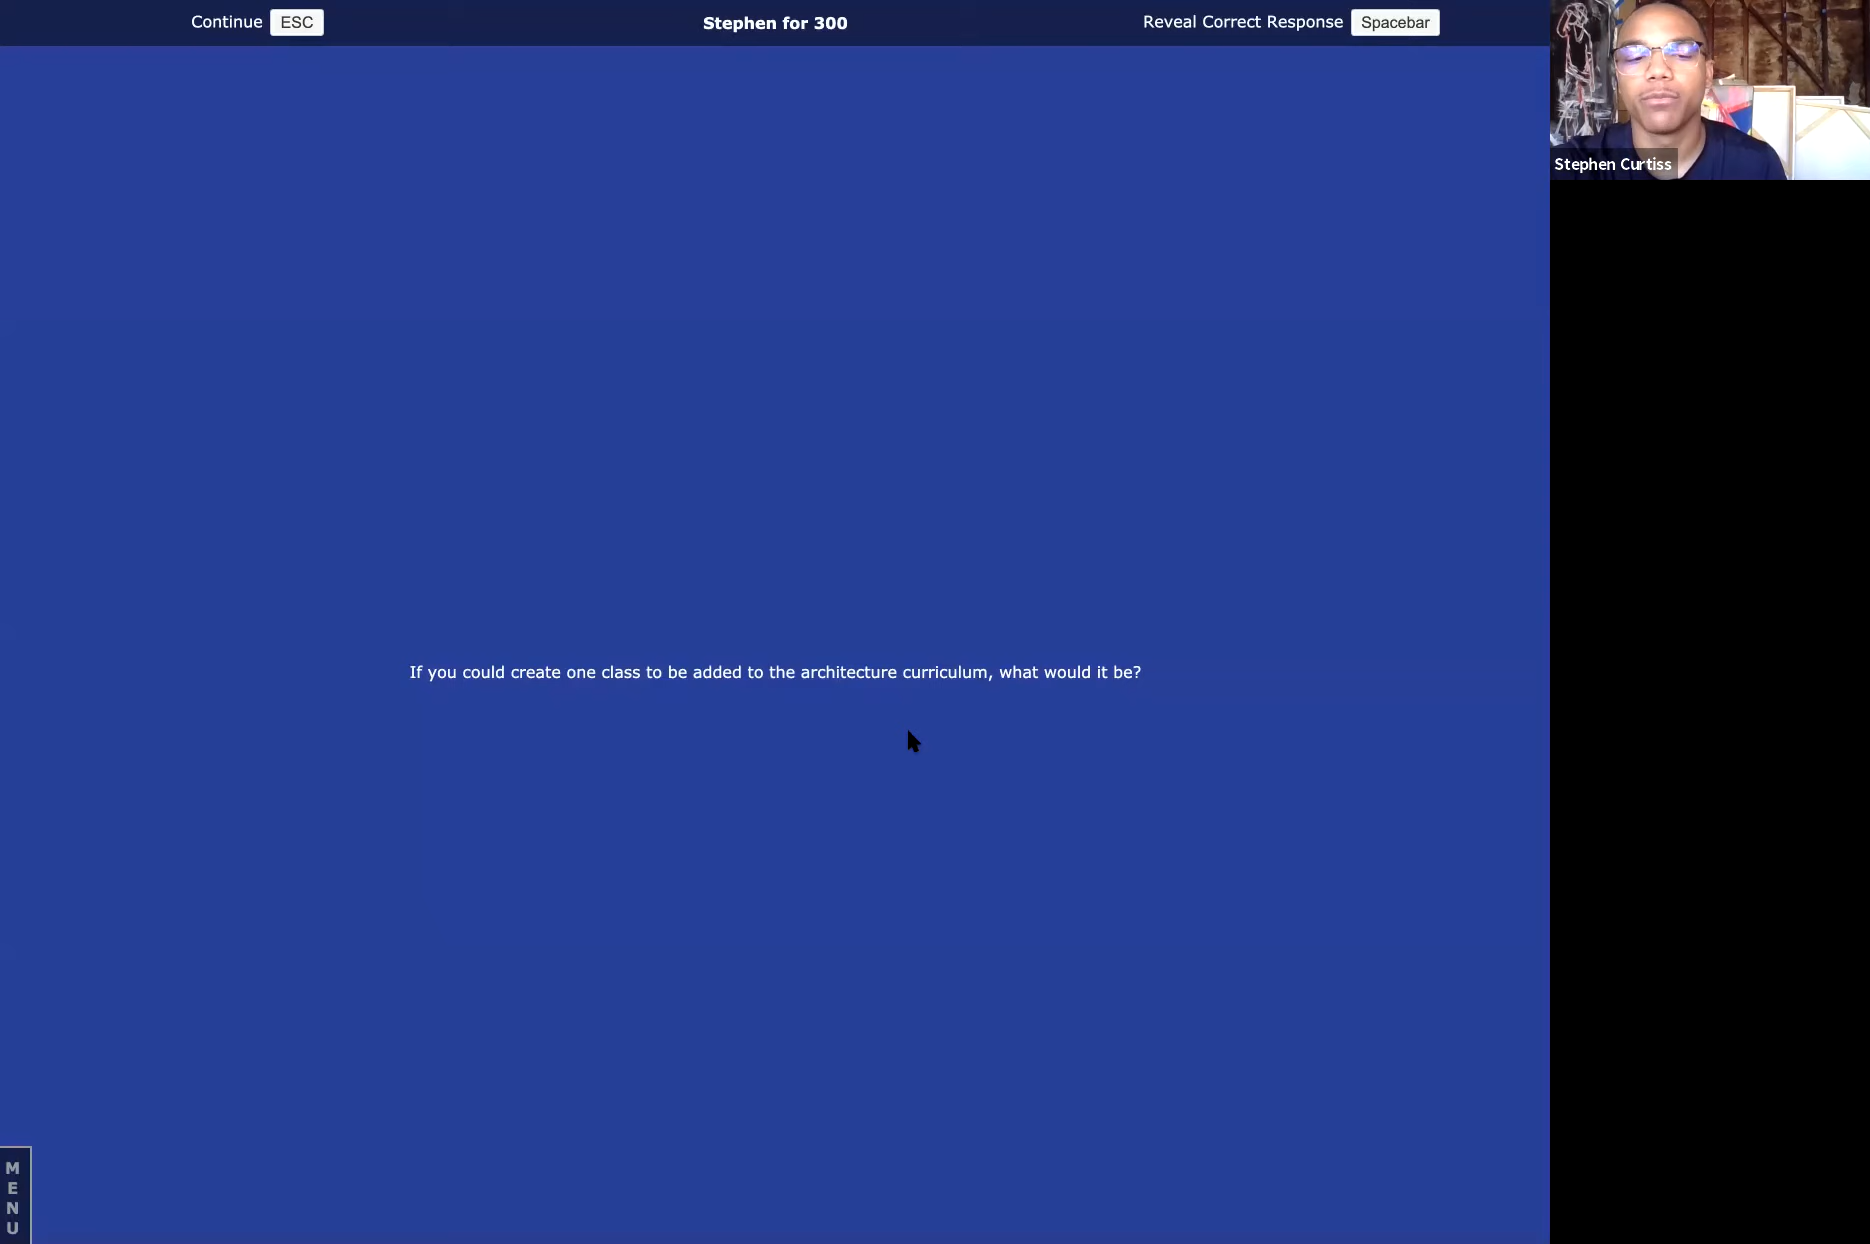 Continue ESC
Stephen for 300
Reveal Correct Response Spacebar
Stephen Curtiss
If you could create one class to be added to the architecture curriculum, what would it be?
M
E
N
U